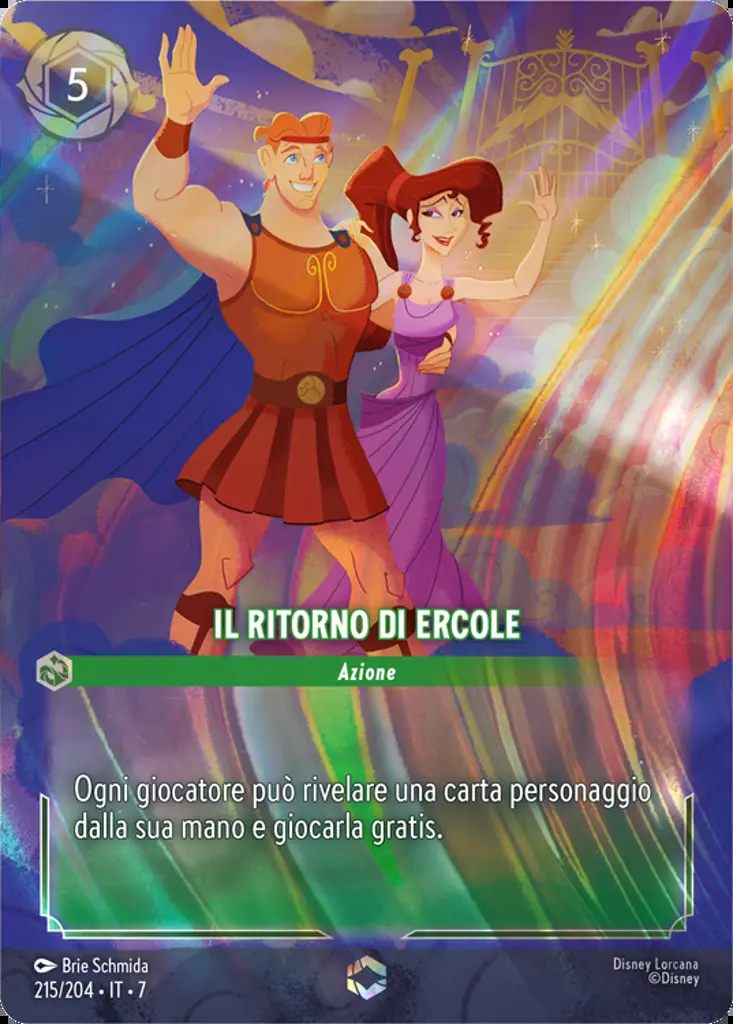 5
IL RITORNO DI ERCOLE
Azione
Ogni giocatore può rivelare una carta personaggio
dalla sua mano e giocarla gratis.
Brie Schmida
Disney Lorcana
215/204 • IT • 7
©Disney